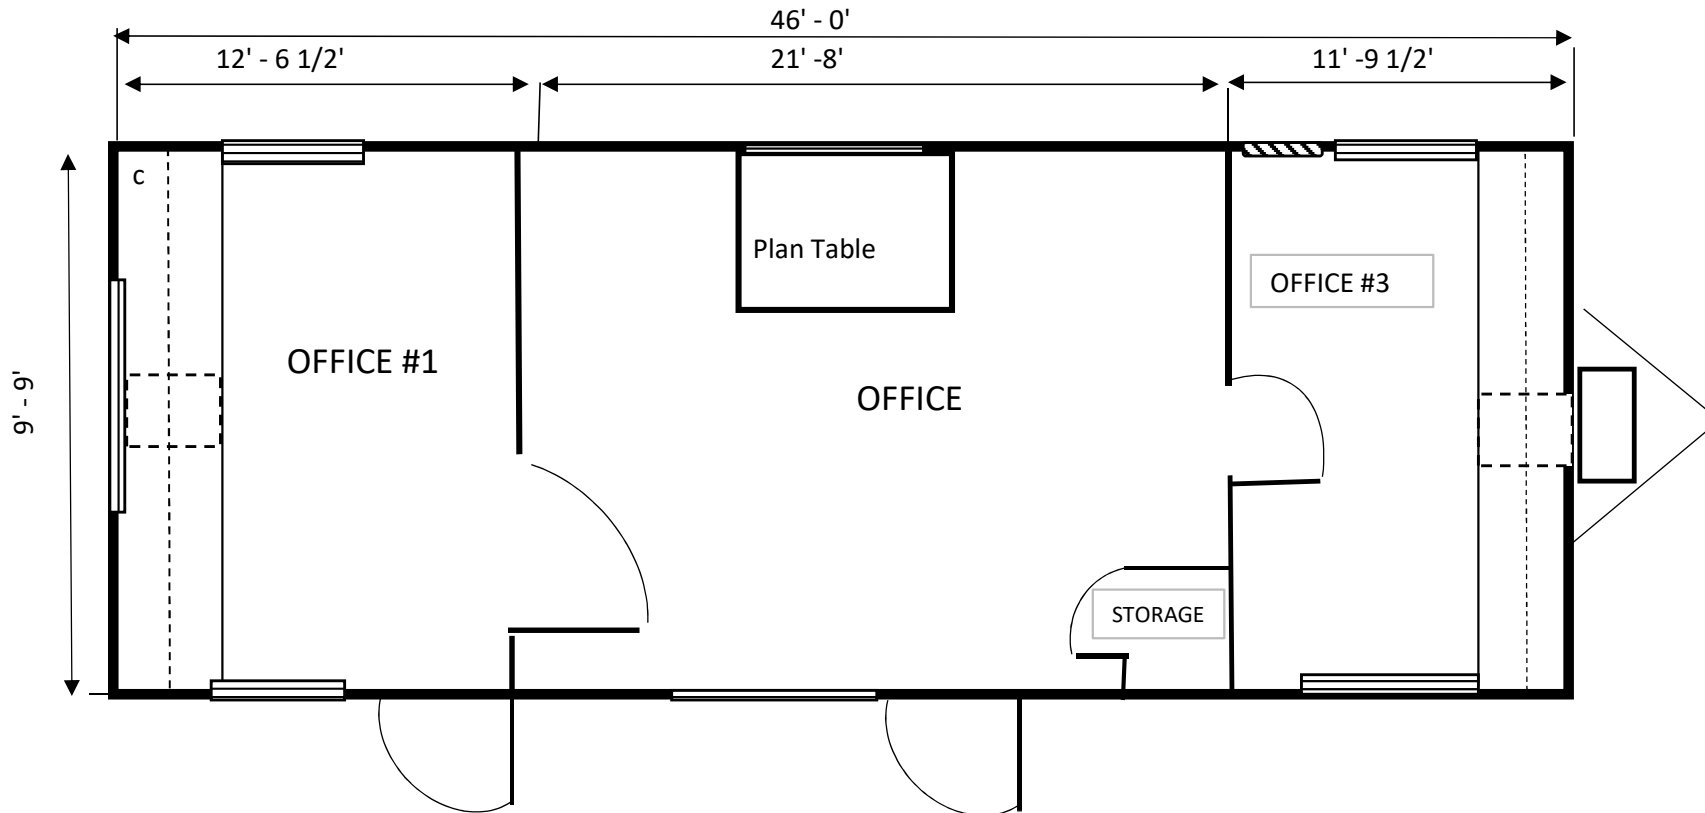 46' - 0'
12' - 6 1/2'
21' -8'
11' -9 1/2'
c
Plan Table
OFFICE #3
OFFICE #1
9' - 9'
OFFICE
STORAGE